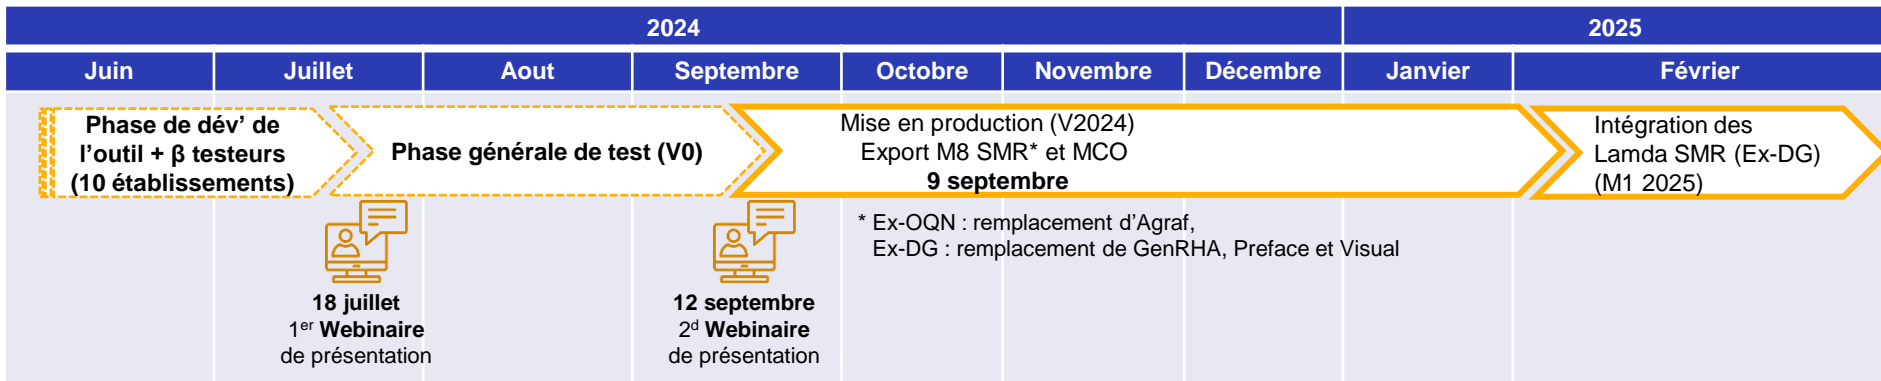 2024
2025
Juin
Juillet
Aout
Septembre
Octobre
Novembre
Décembre
Janvier
Février
Phase de dév’ de
l’outil + β testeurs
(10 établissements)
Phase générale de test (V0)
Mise en production (V2024)
Export M8 SMR* et MCO
9 septembre
Intégration des
Lamda SMR (Ex-DG)
(M1 2025)
* Ex-OQN : remplacement d’Agraf,
Ex-DG : remplacement de GenRHA, Preface et Visual
18 juillet
1er Webinaire
de présentation
12 septembre
2d Webinaire
de présentation